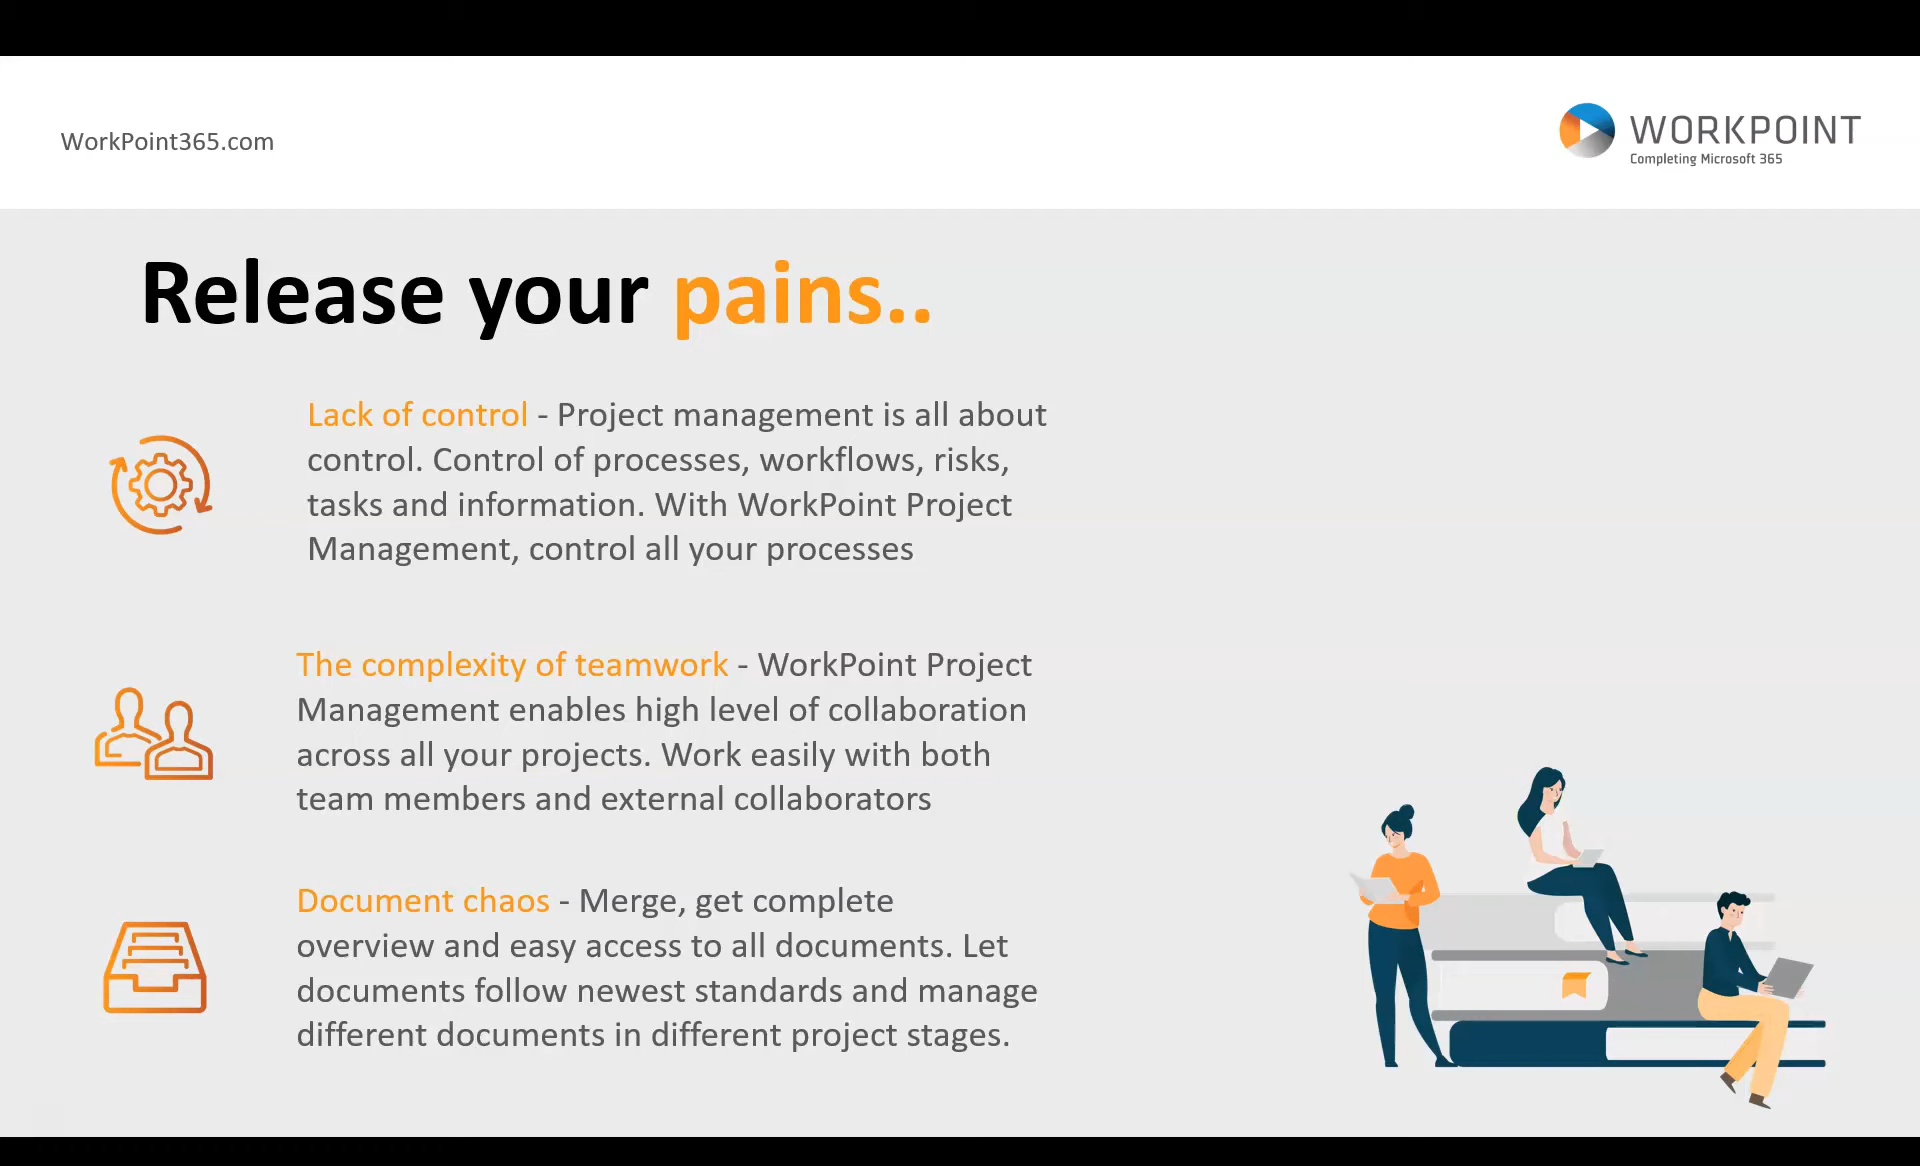 WorkPoint365.com
WORKPOINT
Completing Microsoft 365
Release your pains..
Lack of control - Project management is all about
control. Control of processes, workflows, risks,
tasks and information. With WorkPoint Project
Management, control all your processes
The complexity of teamwork - WorkPoint Project
Management enables high level of collaboration
across all your projects. Work easily with both
team members and external collaborators
Document chaos - Merge, get complete
overview and easy access to all documents. Let
documents follow newest standards and manage
different documents in different project stages.